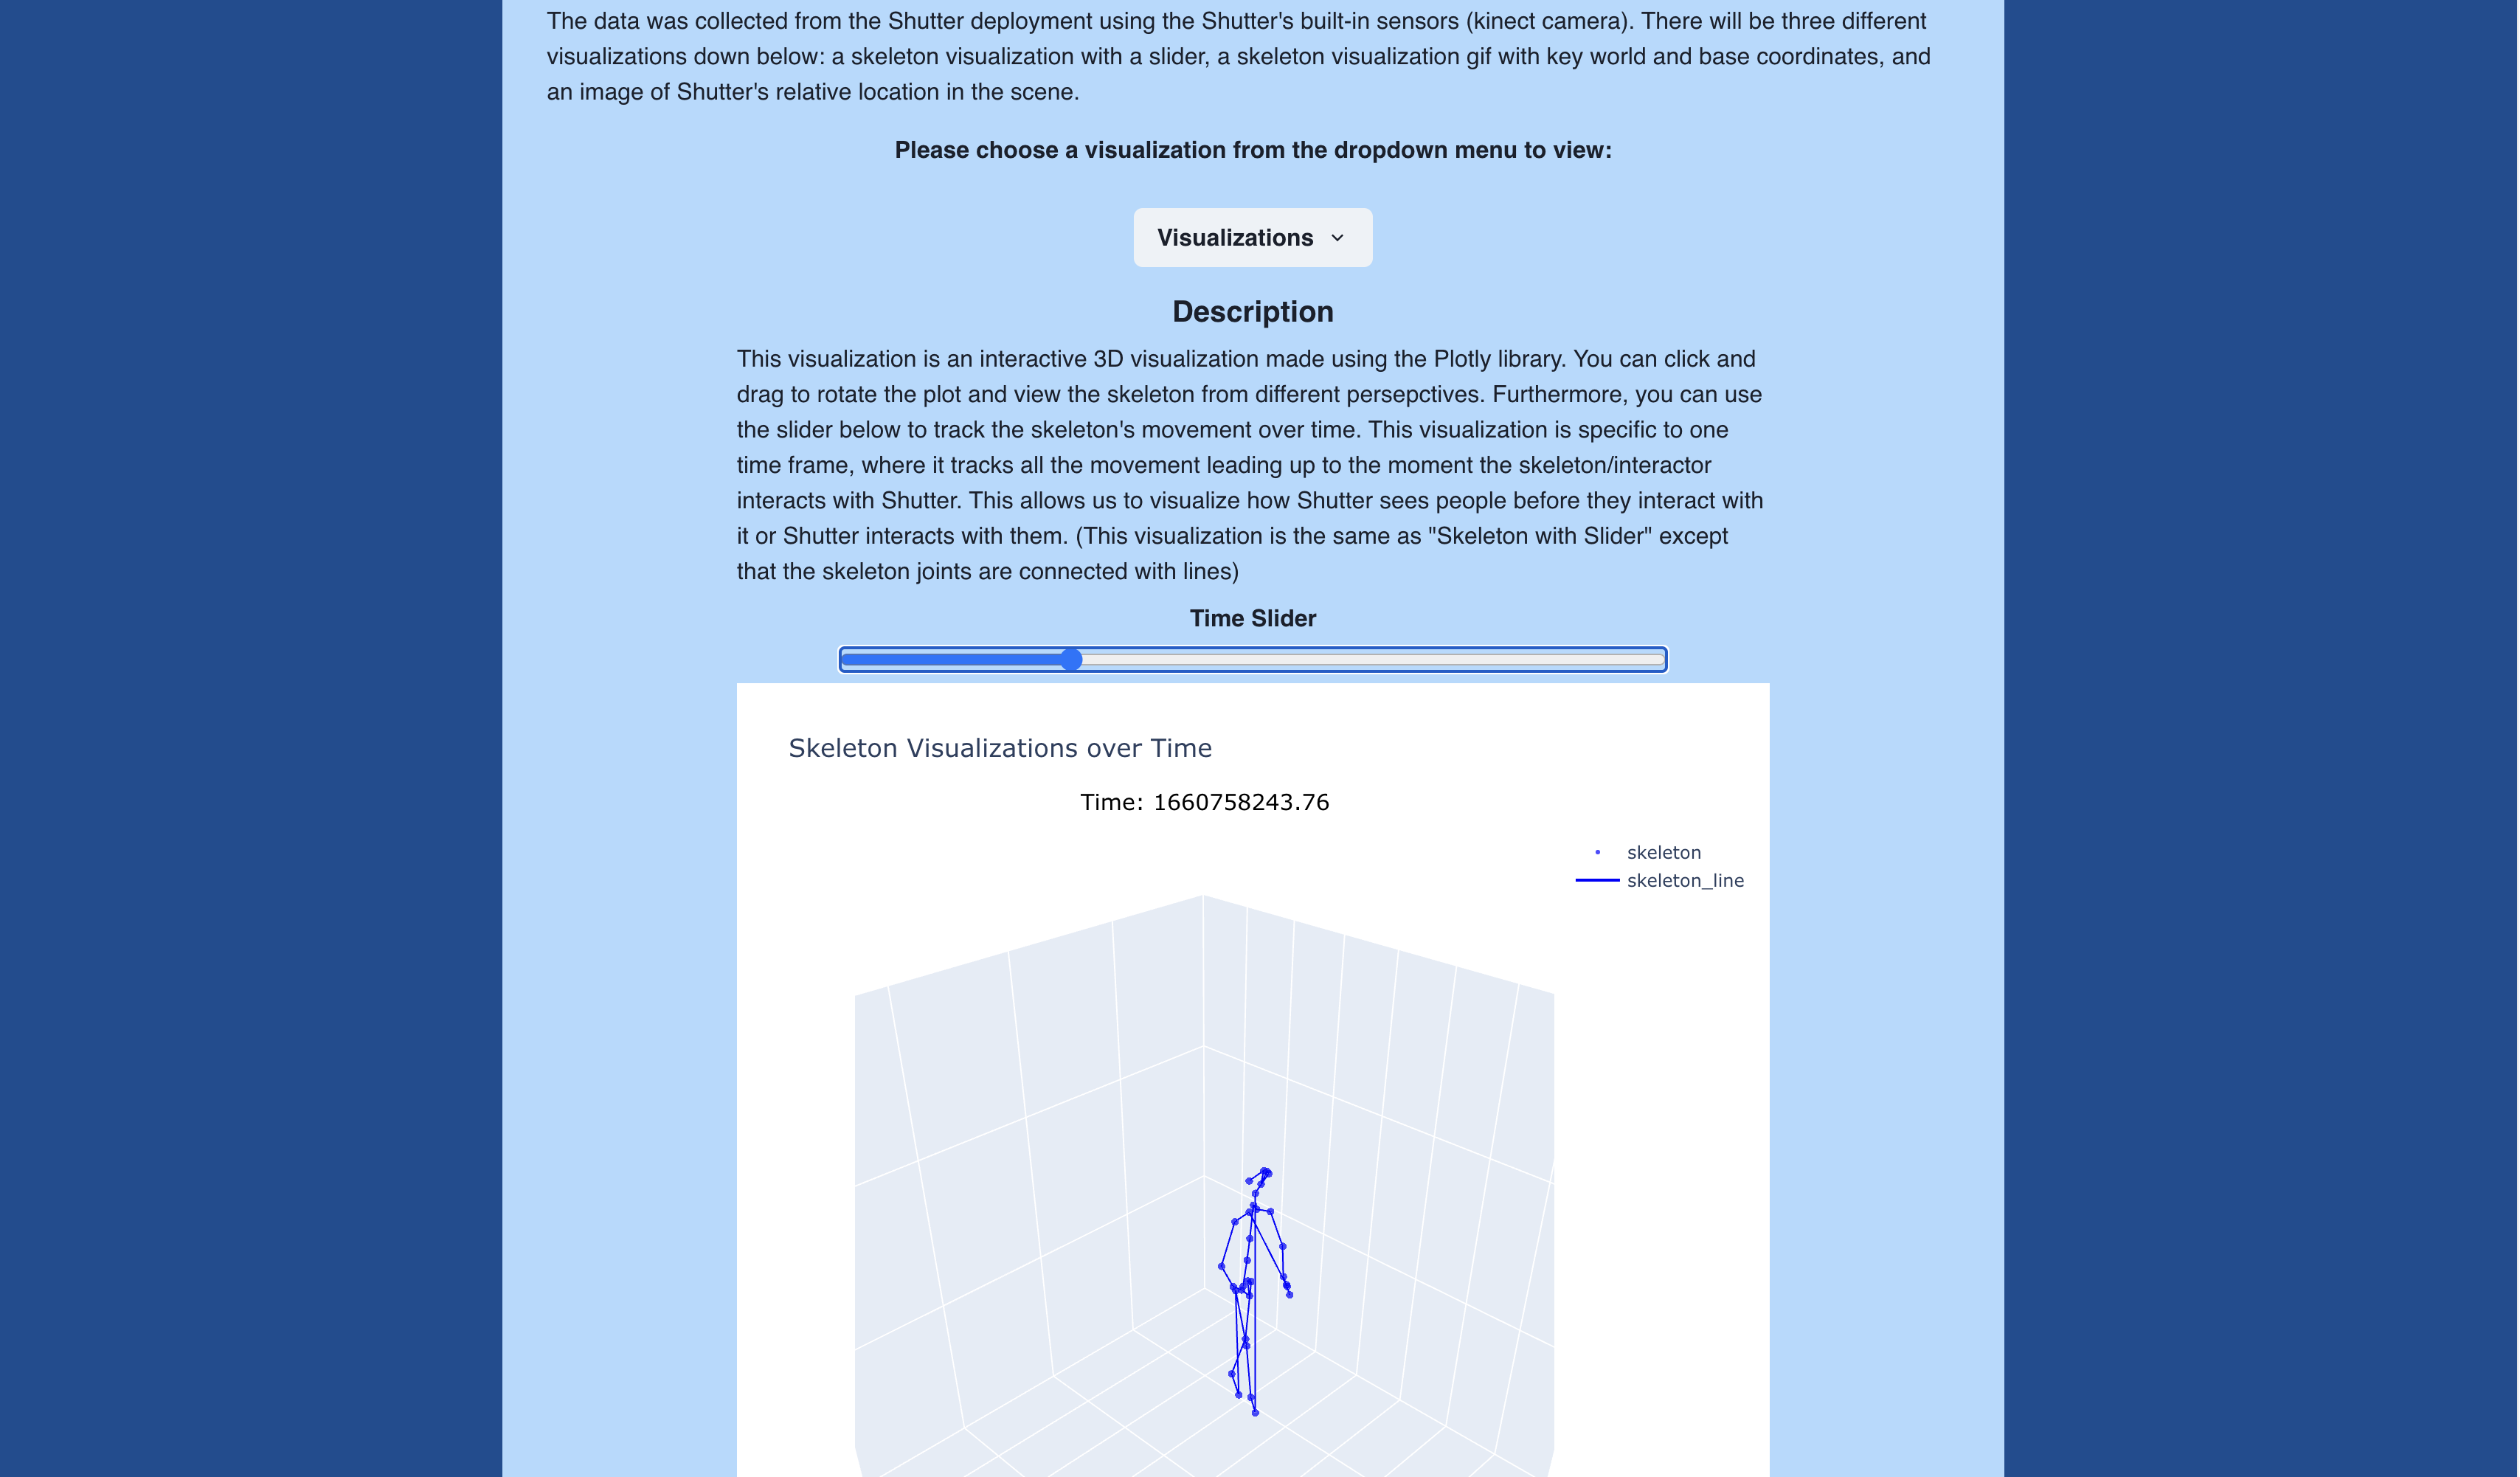 The data was collected from the Shutter deployment using the Shutter's built-in sensors (kinect camera). There will be three different
visualizations down below: a skeleton visualization with a slider, a skeleton visualization gif with key world and base coordinates, and
an image of Shutter's relative location in the scene.
Please choose a visualization from the dropdown menu to view:
Visualizations
Description
This visualization is an interactive 3D visualization made using the Plotly library. You can click and
drag to rotate the plot and view the skeleton from different persepctives. Furthermore, you can use
the slider below to track the skeleton's movement over time. This visualization is specific to one
time frame, where it tracks all the movement leading up to the moment the skeleton/interactor
interacts with Shutter. This allows us to visualize how Shutter sees people before they interact with
it or Shutter interacts with them. (This visualization is the same as "Skeleton with Slider" except
that the skeleton joints are connected with lines)
Time Slider
Skeleton Visualizations over Time
Time: 1660758243.76
skeleton
skeleton_line